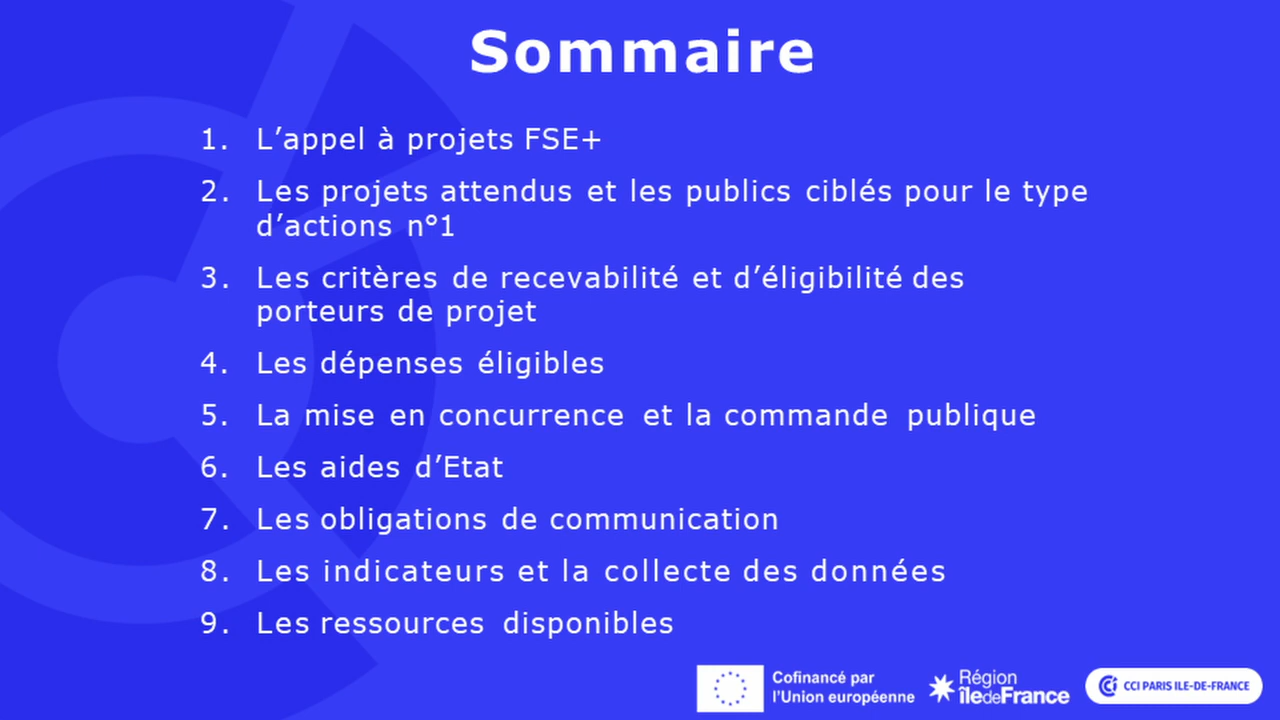 Sommaire
1. L’appel à projets FSE+
2. Les projets attendus et les publics ciblés pour le type
d’actions n°1
3. Les critères de recevabilité et d’éligibilité des
porteurs de projet
4. Les dépenses éligibles
5. La mise en concurrence et la commande publique
6. Les aides d’Etat
7. Les obligations de communication
8. Les indicateurs et la collecte des données
9. Les ressources disponibles
Cofinancé par
l’Union européenne
Région
îledeFrance
CCI PARIS ILE-DE-FRANCE